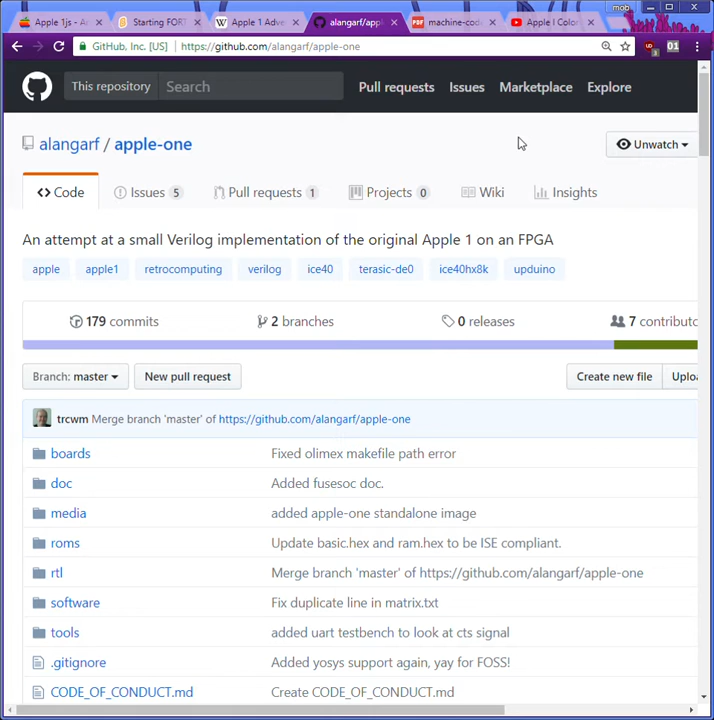 mob
Apple 1js - A
Starting FORT
Apple 1 Adve
alangarf/appl
machine-code
Apple I Colo
GitHub, Inc. [US] https://github.com/alangarf/apple-one
01
3
This repository Search Pull requests Issues Marketplace Explore
alangarf / apple-one Unwatch
Code Issues 5 Pull requests 1 Projects 0 Wiki Insights
An attempt at a small Verilog implementation of the original Apple 1 on an FPGA
apple apple1 retrocomputing verilog ice40 terasic-de0 ice40hx8k upduino
179 commits 2 branches 0 releases 7 contributo
Branch: master New pull request Create new file Uploa
trcwm Merge branch 'master' of https://github.com/alangarf/apple-one
boards Fixed olimex makefile path error
doc Added fusesoc doc.
media added apple-one standalone image
roms Update basic.hex and ram.hex to be ISE compliant.
rtl Merge branch 'master' of https://github.com/alangarf/apple-one
software Fix duplicate line in matrix.txt
tools added uart testbench to look at cts signal
.gitignore Added yosys support again, yay for FOSS!
CODE_OF_CONDUCT.md Create CODE_OF_CONDUCT.md